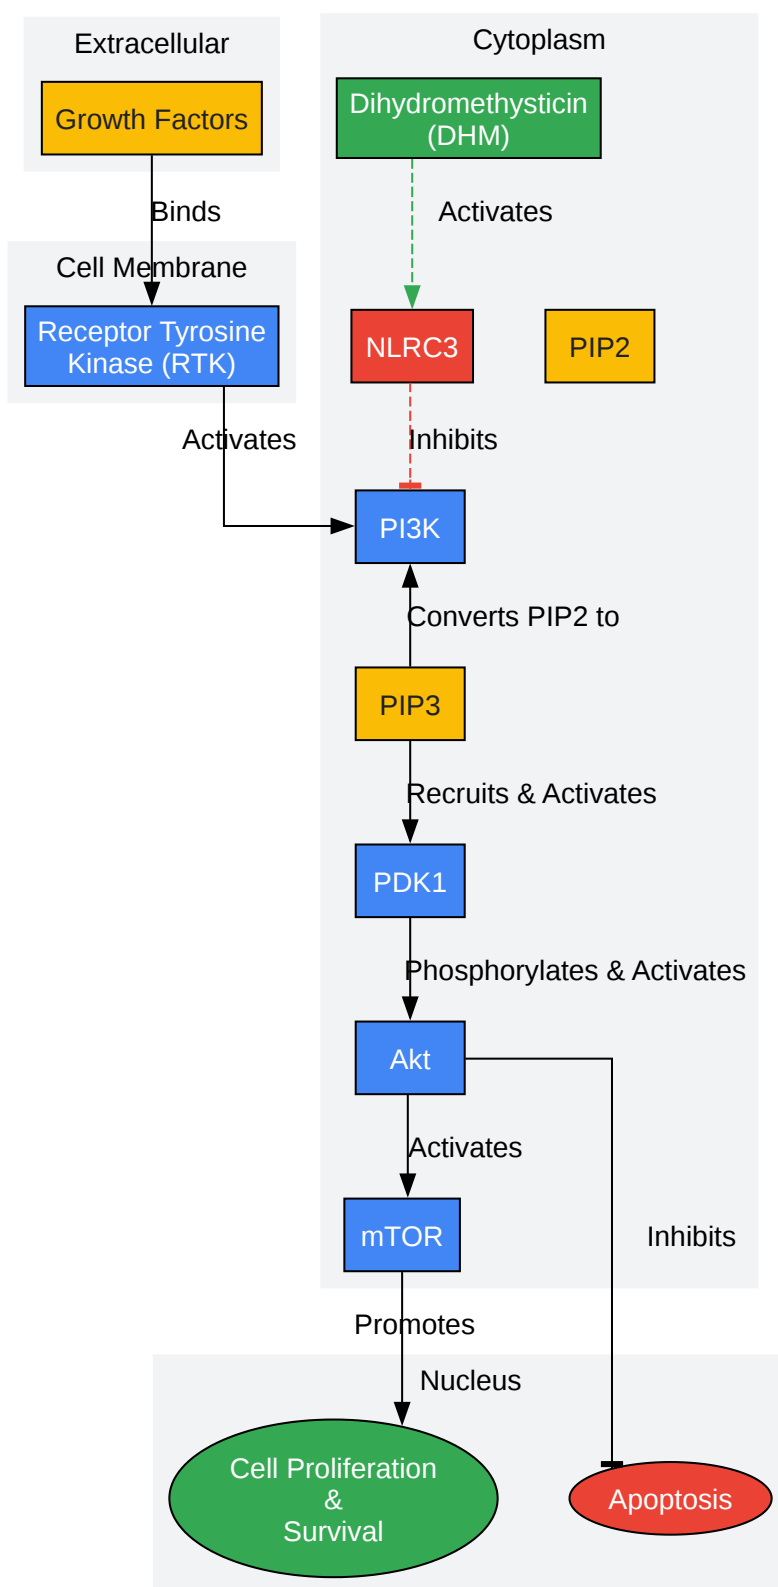 Extracellular
Cytoplasm
Growth Factors
Dihydromethysticin
(DHM)
Binds
Activates
Cell Membrane
Receptor Tyrosine
Kinase (RTK)
NLRC3
PIP2
Activates
Inhibits
PI3K
Converts PIP2 to
PIP3
Recruits & Activates
PDK1
Phosphorylates & Activates
Akt
Activates
mTOR
Inhibits
Promotes
Nucleus
Cell Proliferation
&
Survival
Apoptosis